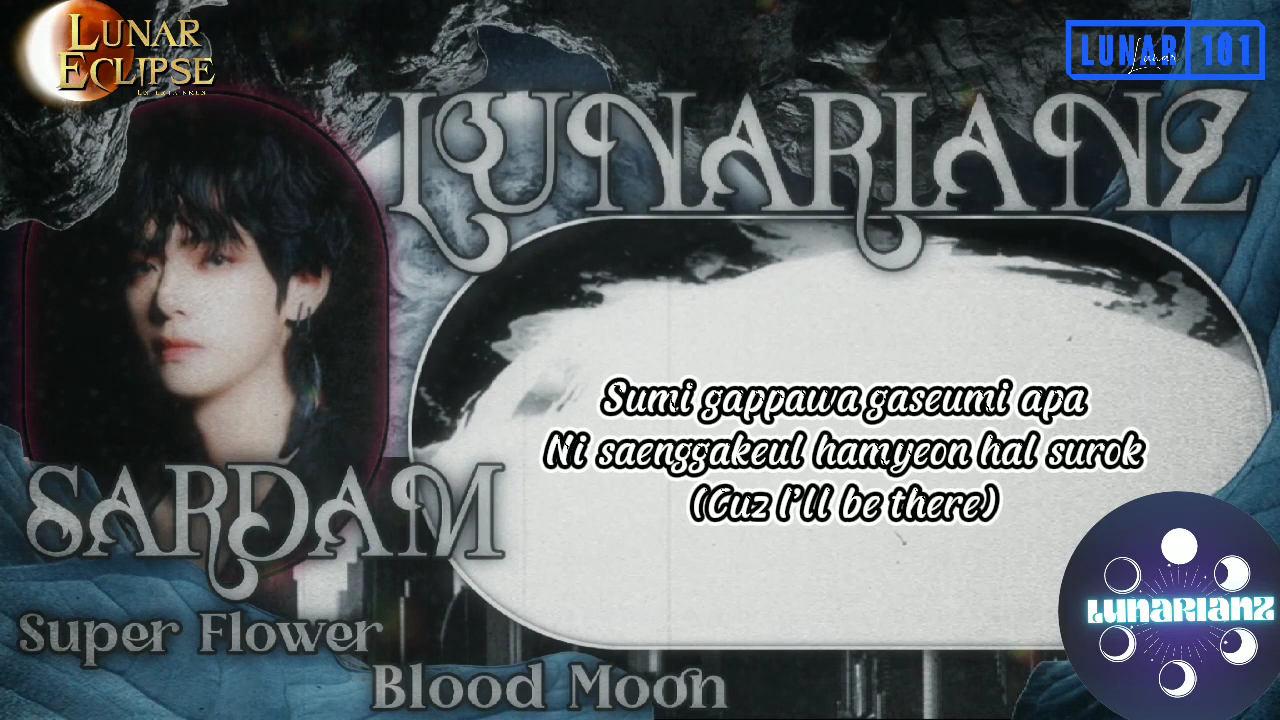 LUNAR
ECLIPSE
LUNAR 101
Lunar
LUNARIANZ
Sumi gappawa gaseumi apa
Ni saenggakeul hamyeon hal surok
(Cuz I'll be there)
SARDAM
Super Flower
Blood Moon
LUNARIANZ